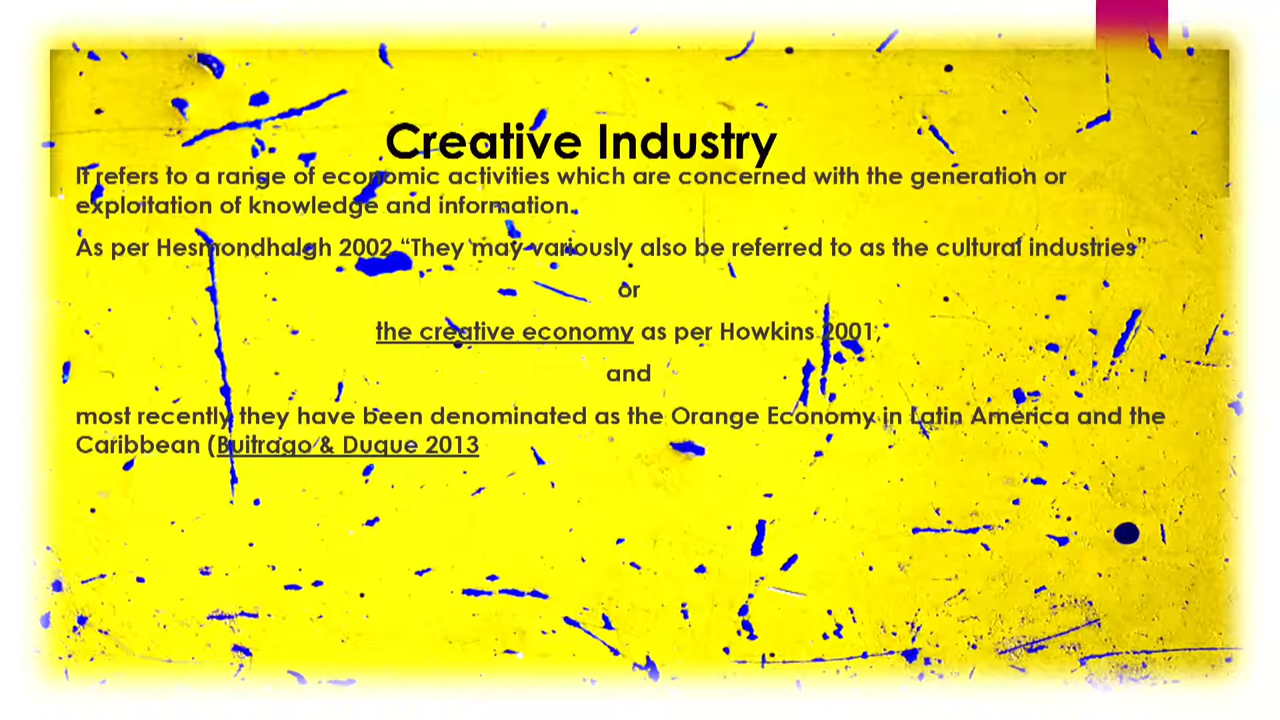 Creative Industry
It refers to a range of economic activities which are concerned with the generation or
exploitation of knowledge and information.
As per Hesmondhalgh 2002 “They may variously also be referred to as the cultural industries”
or
the creative economy as per Howkins 2001;
and
most recently they have been denominated as the Orange Economy in Latin America and the
Caribbean (Buitrago & Duque 2013